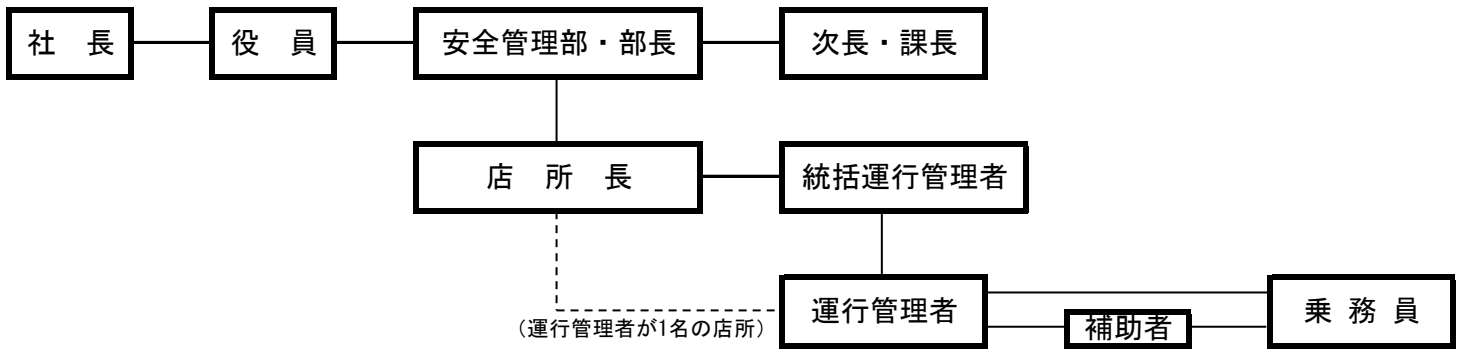 社　長
役　員
安全管理部・部長
次長・課長
店　所　長
統括運行管理者
運行管理者
（運行管理者が1名の店所）
補助者
乗　務　員